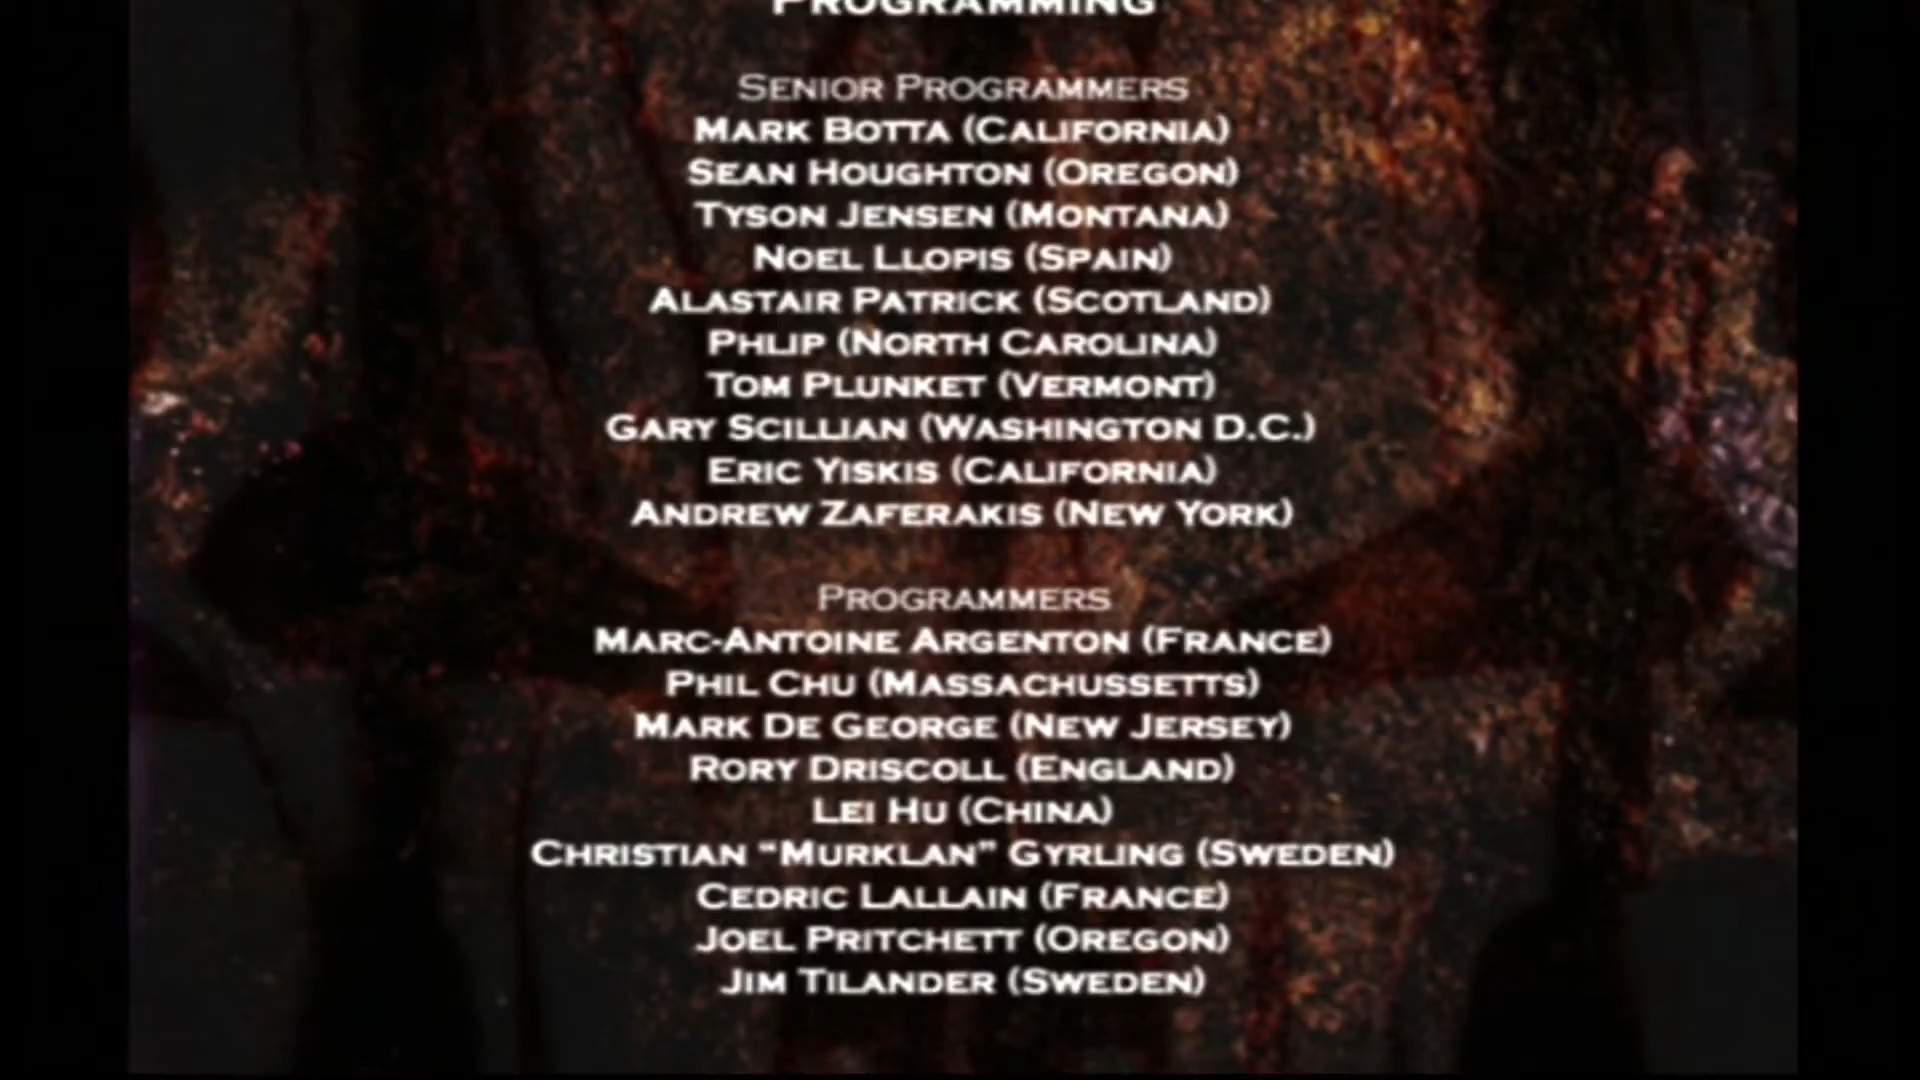 PROGRAMMING
SENIOR PROGRAMMERS
MARK BOTTA (CALIFORNIA)
SEAN HOUGHTON (OREGON)
TYSON JENSEN (MONTANA)
NOEL LLOPIS (SPAIN)
ALASTAIR PATRICK (SCOTLAND)
PHLIP (NORTH CAROLINA)
TOM PLUNKET (VERMONT)
GARY SCILLIAN (WASHINGTON D.C.)
ERIC YISKIS (CALIFORNIA)
ANDREW ZAFERAKIS (NEW YORK)
PROGRAMMERS
MARC-ANTOINE ARGENTON (FRANCE)
PHIL CHU (MASSACHUSSETTS)
MARK DE GEORGE (NEW JERSEY)
RORY DRISCOLL (ENGLAND)
LEI HU (CHINA)
CHRISTIAN “MURKLAN” GYRLING (SWEDEN)
CEDRIC LALLAIN (FRANCE)
JOEL PRITCHETT (OREGON)
JIM TILANDER (SWEDEN)